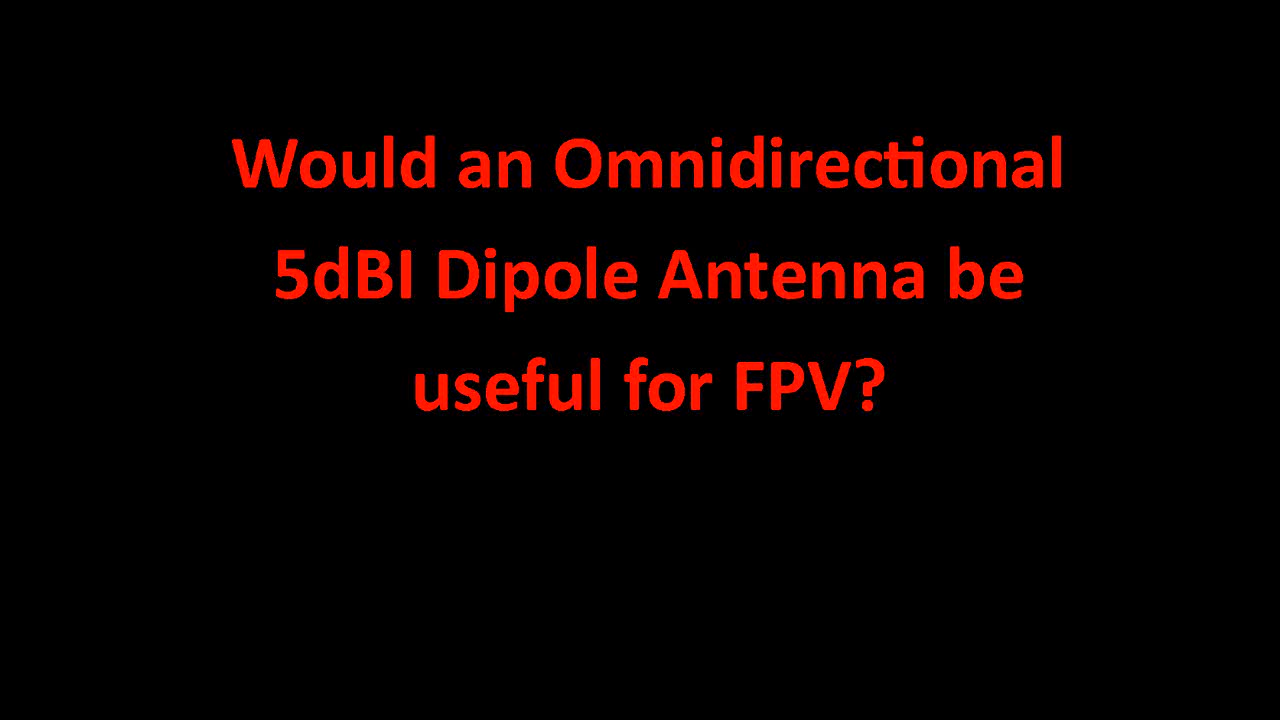 Would an Omnidirectional
5dBI Dipole Antenna be
useful for FPV?